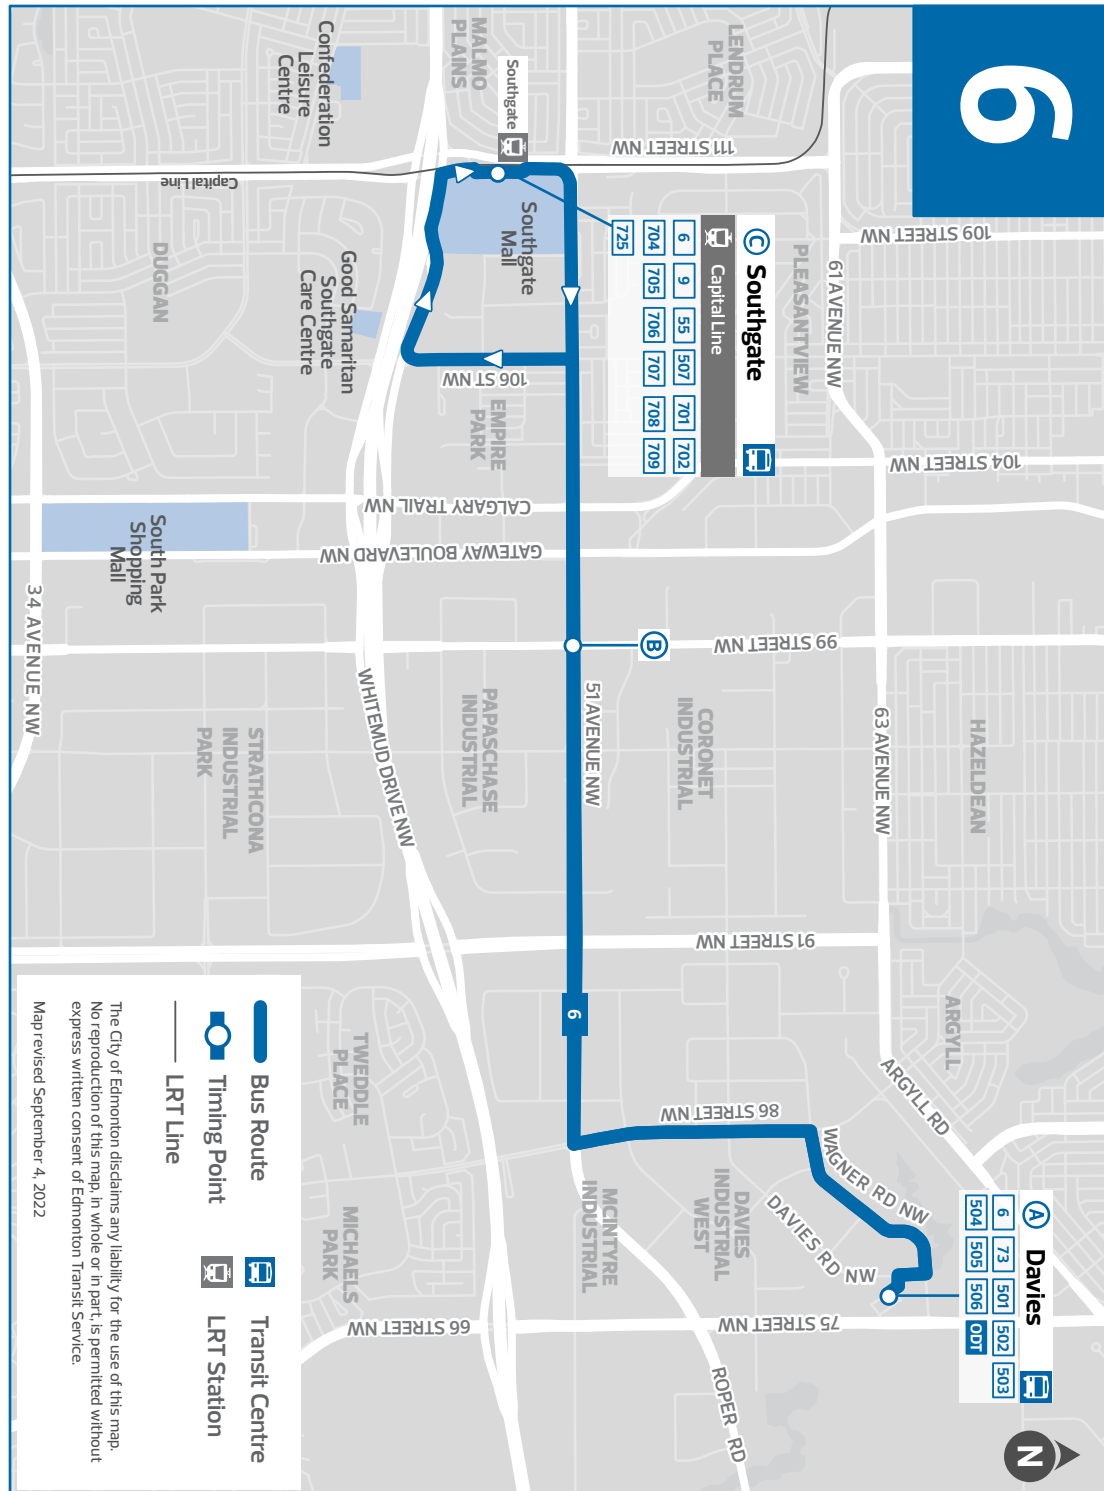 6
LENDRUM
PLACE
MALMO
PLAINS
Confederation
Leisure
Centre
Southgate
111 STREET NW
Capital Line
109 STREET NW
PLEASANTVIEW
61 AVENUE NW
C Southgate
Capital Line
6 9 55 507 701 702
704 705 706 707 708 709
725
Southgate
Mall
DUGGAN
Good Samaritan
Southgate
Care Centre
106 ST NW
EMPIRE
PARK
104 STREET NW
CALGARY TRAIL NW
GATEWAY BOULEVARD NW
South Park
Shopping
Mall
34 AVENUE NW
99 STREET NW
B
51 AVENUE NW
WHITEMUD DRIVE NW
PAPASCHASE
INDUSTRIAL
CORONET
INDUSTRIAL
63 AVENUE NW
HAZELDEAN
STRATHCONA
INDUSTRIAL
PARK
91 STREET NW
6
ARGYLL
ARGYLL RD
86 STREET NW
WAGNER RD NW
DAVIES RD NW
DAVIES
INDUSTRIAL
WEST
MCINTYRE
INDUSTRIAL
TWEDDLE
PLACE
MICHAELS
PARK
66 STREET NW
75 STREET NW
ROPER RD
A Davies
6 73 501 502 503
504 505 506 ODT
N
Bus Route
Timing Point
LRT Line
Transit Centre
LRT Station
The City of Edmonton disclaims any liability for the use of this map.
No reproduction of this map, in whole or in part, is permitted without
express written consent of Edmonton Transit Service.
Map revised September 4, 2022